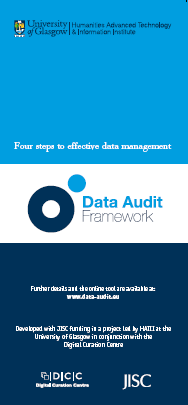 University of Glasgow | Humanities Advanced Technology & Information Institute
Four steps to effective data management
Data Audit
Framework
Further details and the online tool are available at:
www.data-audit.eu
Developed with JISC funding in a project led by HATII at the
University of Glasgow in conjunction with the
Digital Curation Centre
D|C|C
Digital Curation Centre
JISC